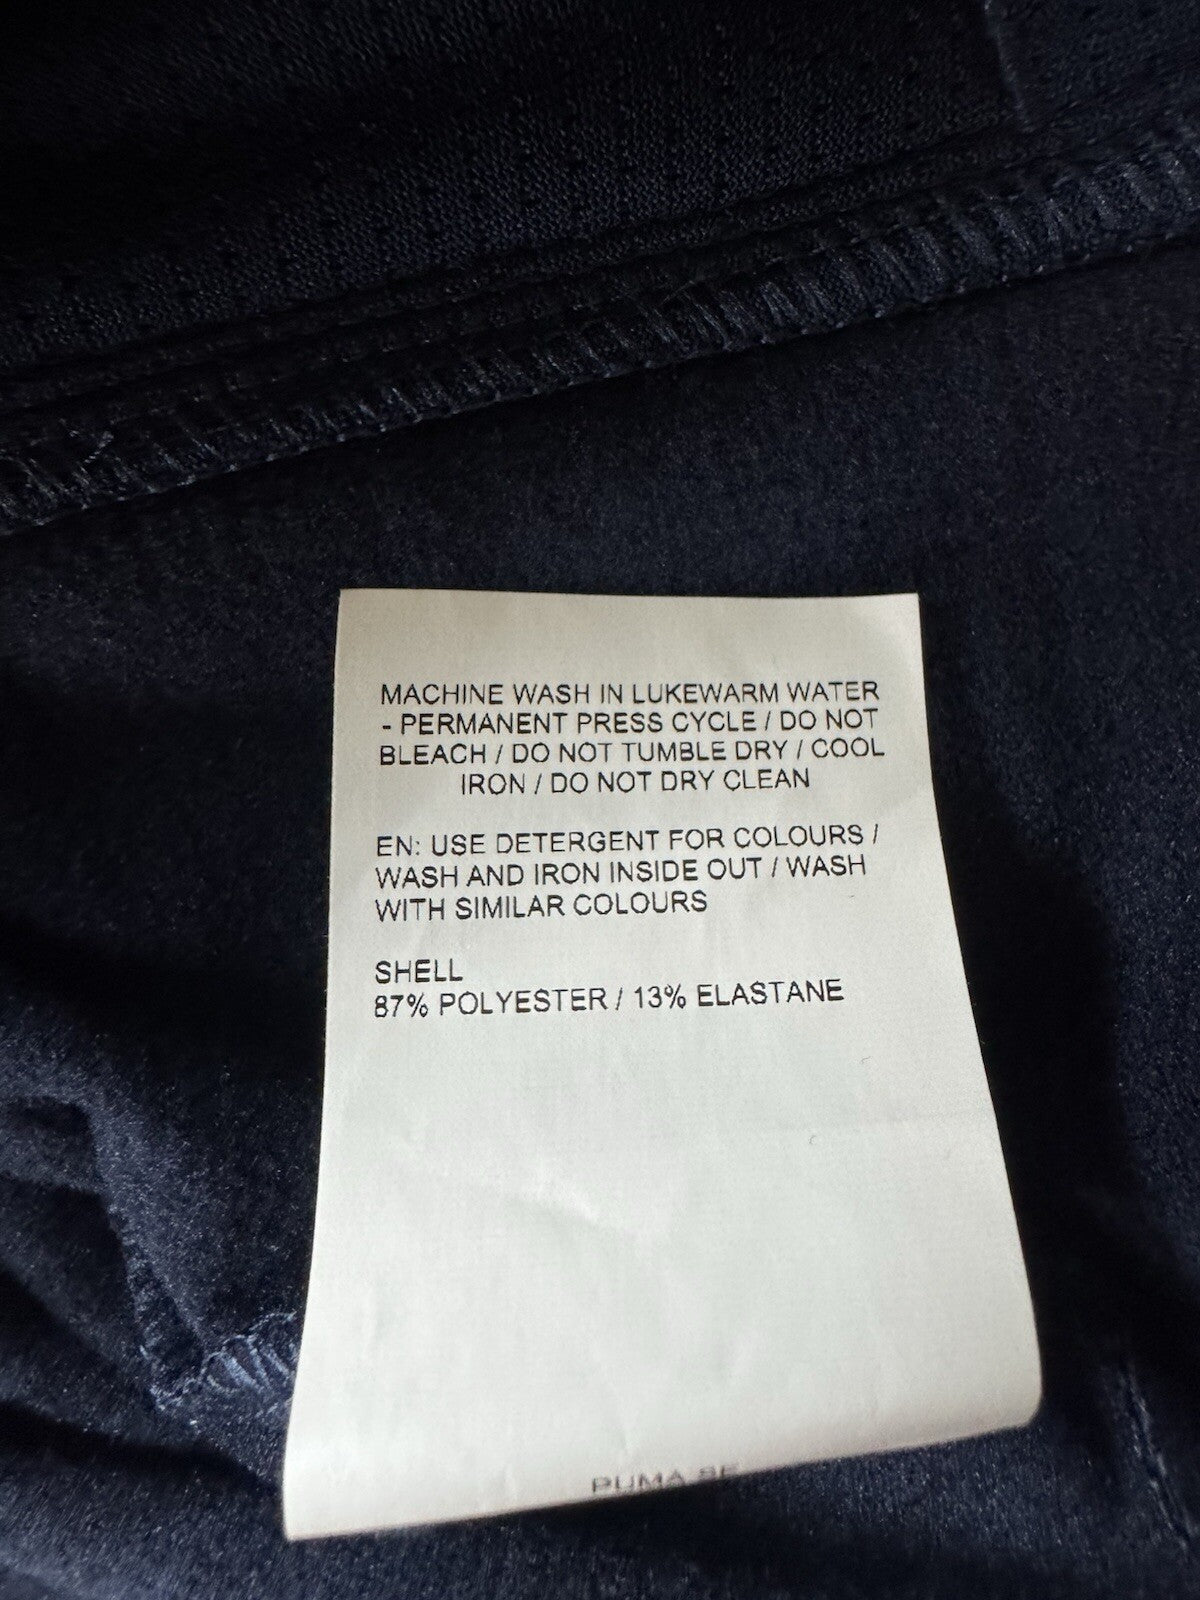 MACHINE WASH IN LUKEWARM WATER
- PERMANENT PRESS CYCLE / DO NOT
BLEACH / DO NOT TUMBLE DRY / COOL
IRON / DO NOT DRY CLEAN
EN: USE DETERGENT FOR COLOURS /
WASH AND IRON INSIDE OUT / WASH
WITH SIMILAR COLOURS
SHELL
87% POLYESTER / 13% ELASTANE
PUMA SE